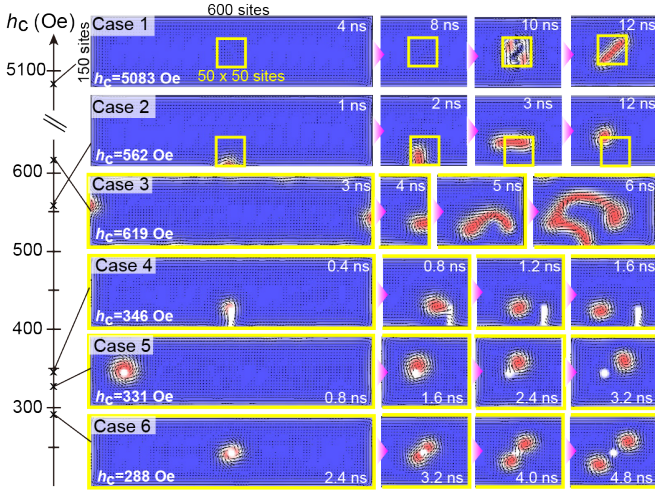 h_C (Oe)
600 sites
150 sites
Case 1
4 ns
8 ns
10 ns
12 ns
50 x 50 sites
h_C=5083 Oe
5100
Case 2
1 ns
2 ns
3 ns
12 ns
h_C=562 Oe
600
Case 3
3 ns
4 ns
5 ns
6 ns
h_C=619 Oe
500
Case 4
0.4 ns
0.8 ns
1.2 ns
1.6 ns
h_C=346 Oe
400
Case 5
h_C=331 Oe
0.8 ns
1.6 ns
2.4 ns
3.2 ns
300
Case 6
h_C=288 Oe
2.4 ns
3.2 ns
4.0 ns
4.8 ns